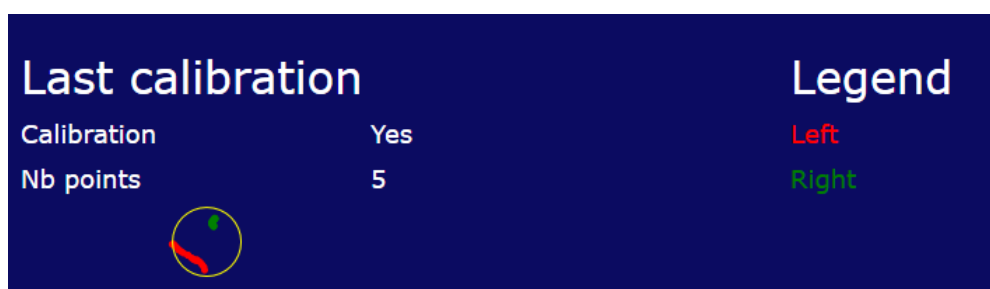 Last calibration Legend
Calibration Yes Left
Nb points 5 Right